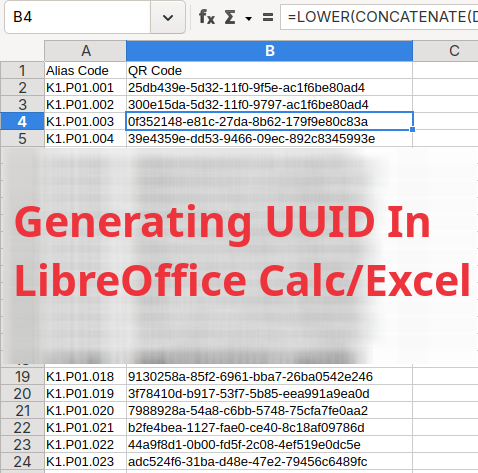 B4 fx Σ = =LOWER(CONCATENATE(D
A B C
1 Alias Code QR Code
2 K1.P01.001 25db439e-5d32-11f0-9f5e-ac1f6be80ad4
3 K1.P01.002 300e15da-5d32-11f0-9797-ac1f6be80ad4
4 K1.P01.003 0f352148-e81c-27da-8b62-179f9e80c83a
5 K1.P01.004 39e4359e-dd53-9466-09ec-892c8345993e
Generating UUID In
LibreOffice Calc/Excel
19 K1.P01.018 9130258a-85f2-6961-bba7-26ba0542e246
20 K1.P01.019 3f78410d-b917-53f7-5b85-eea991a9ea0d
21 K1.P01.020 7988928a-54a8-c6bb-5748-75cfa7fe0aa2
22 K1.P01.021 b2fe4bea-1127-fae0-ce40-8c18af09786d
23 K1.P01.022 44a9f8d1-0b00-fd5f-2c08-4ef519e0dc5e
24 K1.P01.023 adc524f6-31ba-d48e-47e2-79456c6489fc